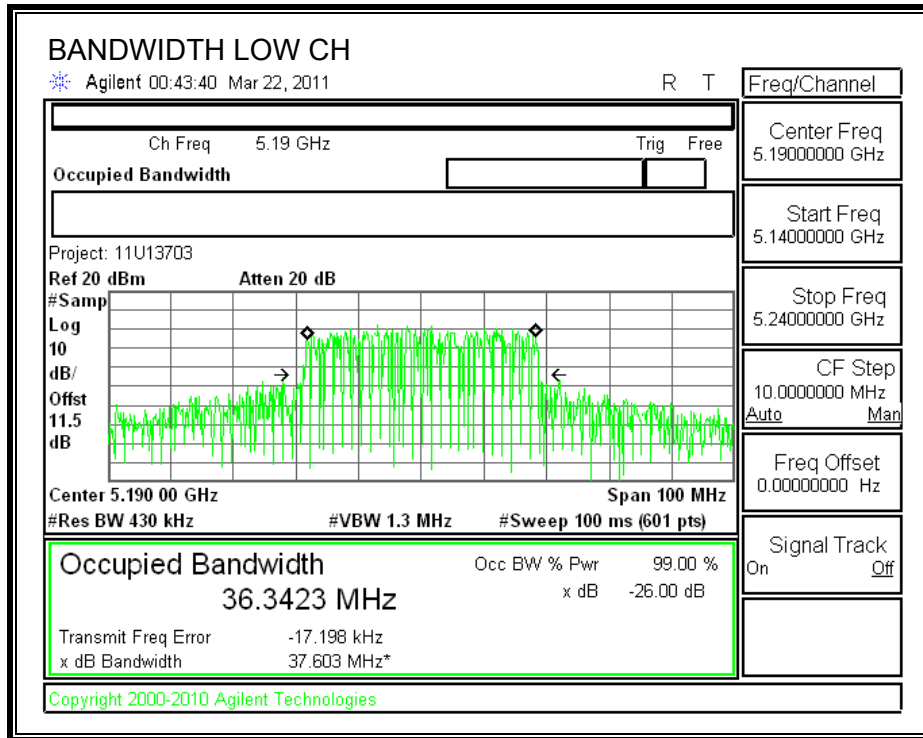 BANDWIDTH LOW CH
Agilent 00:43:40 Mar 22, 2011 R T
Freq/Channel
Ch Freq 5.19 GHz Trig Free
Occupied Bandwidth
Center Freq
5.19000000 GHz
Start Freq
5.14000000 GHz
Stop Freq
5.24000000 GHz
CF Step
10.0000000 MHz
Auto Man
Freq Offset
0.00000000 Hz
Signal Track
On Off
Project: 11U13703
Ref 20 dBm Atten 20 dB
#Samp
Log
10
dB/
Offst
11.5
dB
Center 5.190 00 GHz Span 100 MHz
#Res BW 430 kHz #VBW 1.3 MHz #Sweep 100 ms (601 pts)
Occupied Bandwidth Occ BW % Pwr 99.00 %
36.3423 MHz x dB -26.00 dB
Transmit Freq Error -17.198 kHz
x dB Bandwidth 37.603 MHz*
Copyright 2000-2010 Agilent Technologies